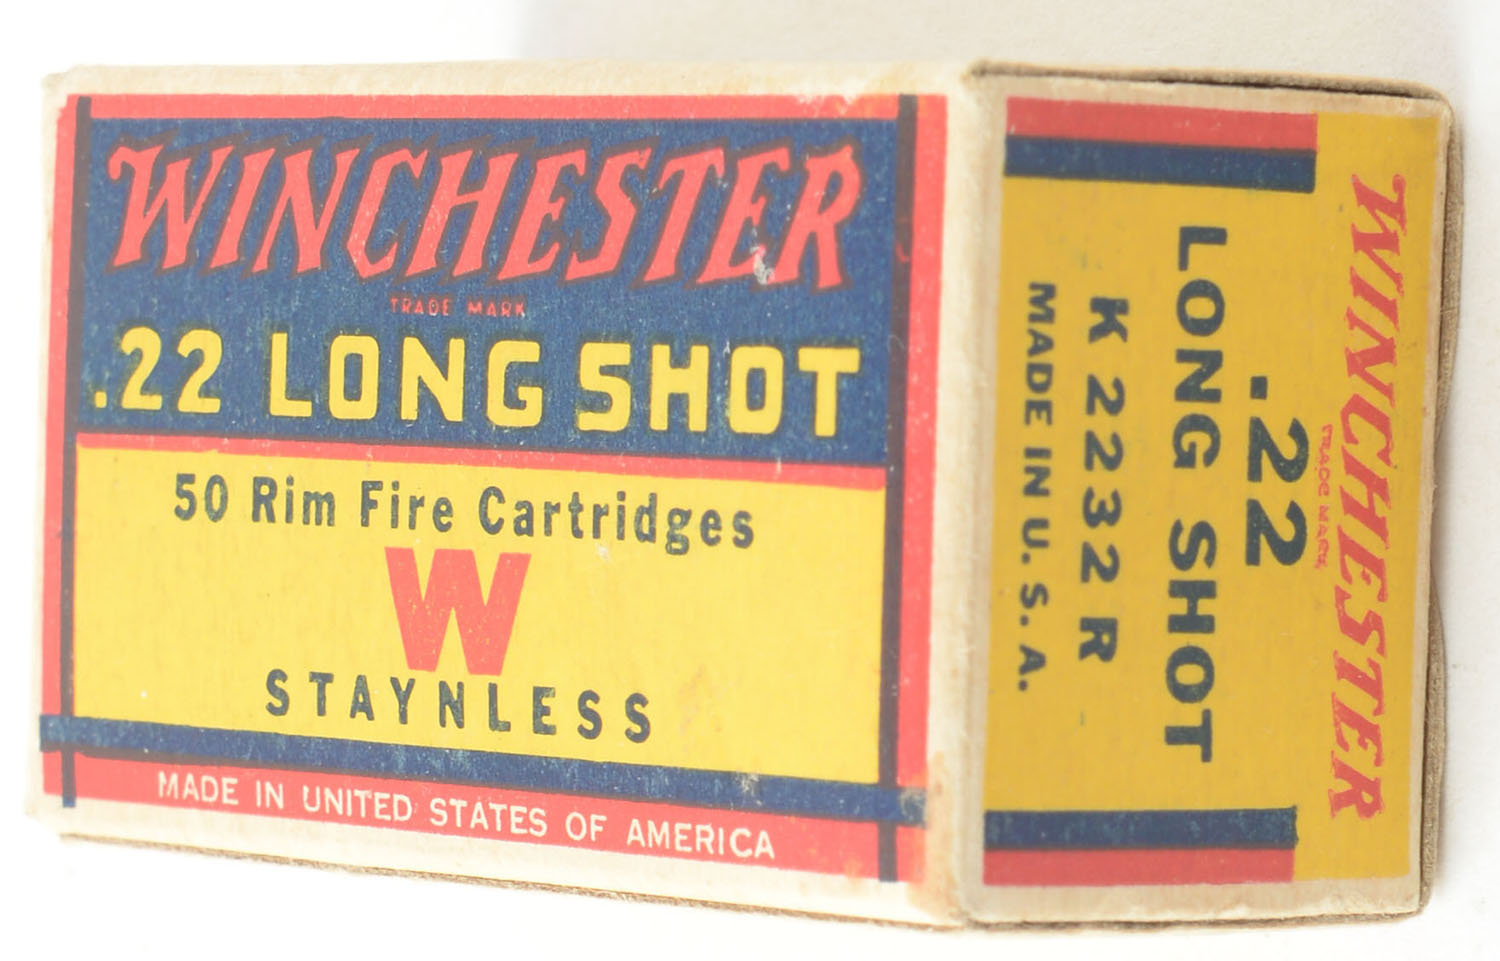 WINCHESTER
TRADE MARK
.22 LONG SHOT
50 Rim Fire Cartridges
W
STAYNLESS
MADE IN UNITED STATES OF AMERICA
WINCHESTER
TRADE MARK
.22
LONG SHOT
K2232R
MADE IN U.S.A.